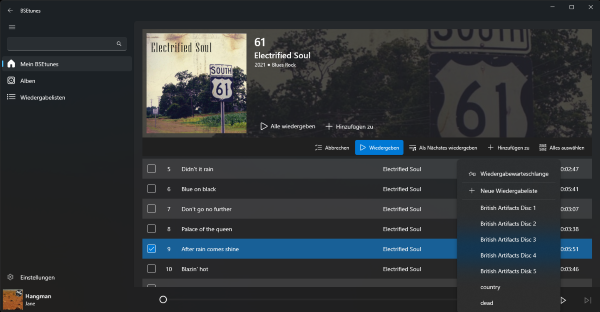 BSEtunes
Mein BSEtunes
Alben
Wiedergabelisten
Einstellungen
Hangman
Jane
Electrified Soul
SOUTH
61
61
Electrified Soul
2021 • Blues Rock
Alle wiedergeben
Hinzufügen zu
SOUTH
61
Abbrechen
Wiedergeben
Als Nächstes wiedergeben
Hinzufügen zu
Alles auswählen
5 Didn't it rain Electrified Soul 0:02:47
6 Blue on black Electrified Soul 0:05:41
7 Don't go no further Electrified Soul 0:03:07
8 Palace of the queen Electrified Soul 0:03:38
9 After rain comes shine Electrified Soul 0:05:51
10 Blazin' hot Electrified Soul 0:03:46
Wiedergabewarteschlange
Neue Wiedergabeliste
British Artifacts Disc 1
British Artifacts Disc 2
British Artifacts Disc 3
British Artifacts Disc 4
British Artifacts Disk 5
country
dead